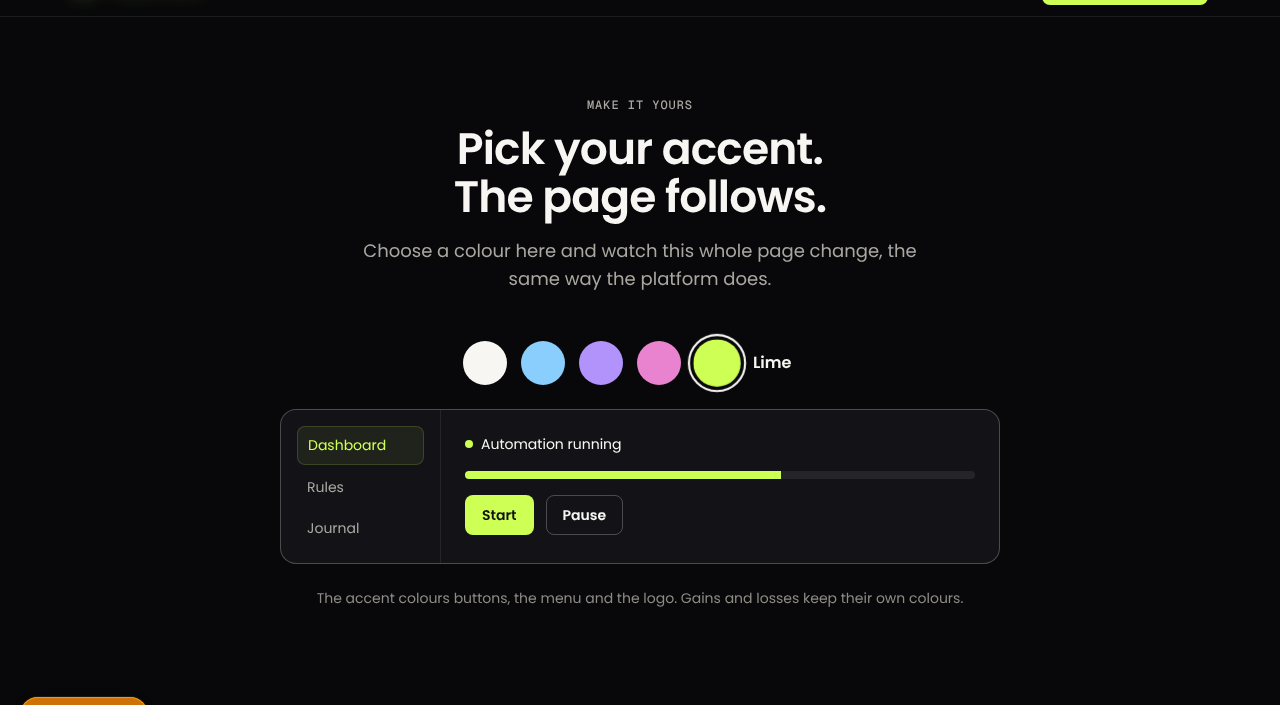 MAKE IT YOURS
Pick your accent.
The page follows.
Choose a colour here and watch this whole page change, the
same way the platform does.
Lime
Dashboard
Rules
Journal
Automation running
Start
Pause
The accent colours buttons, the menu and the logo. Gains and losses keep their own colours.